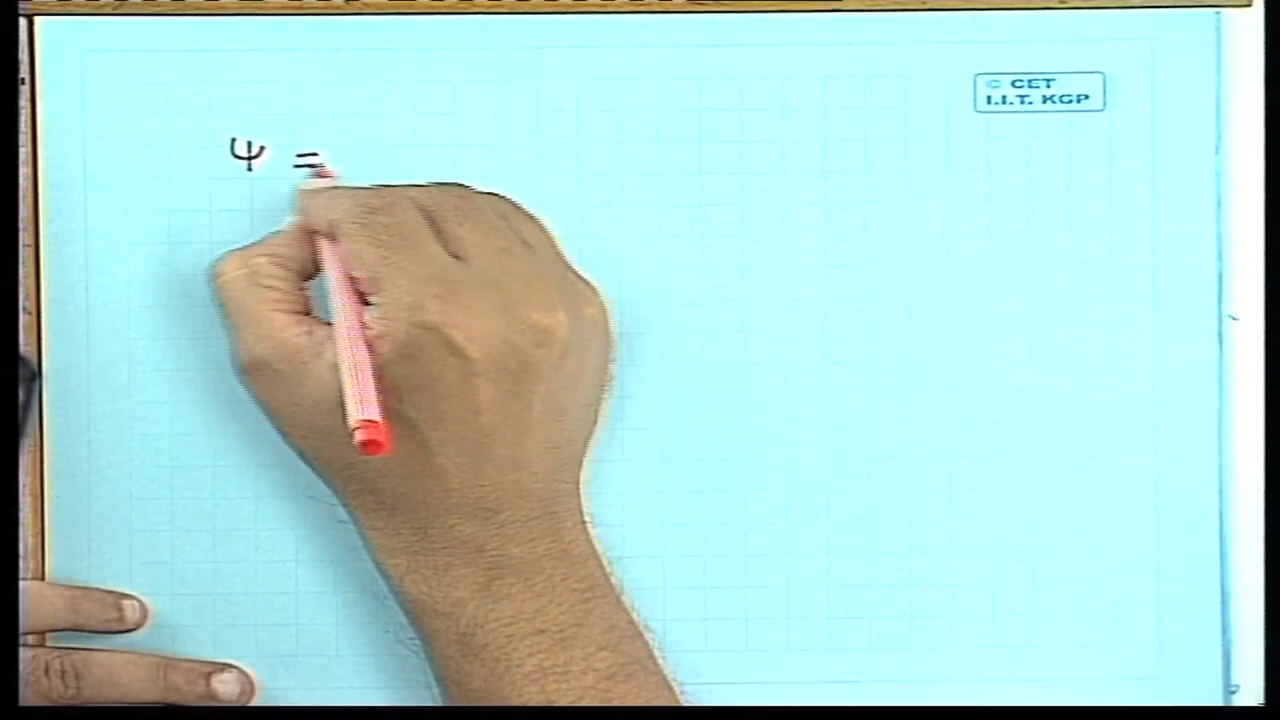 © CET
I.I.T. KGP
Ψ =